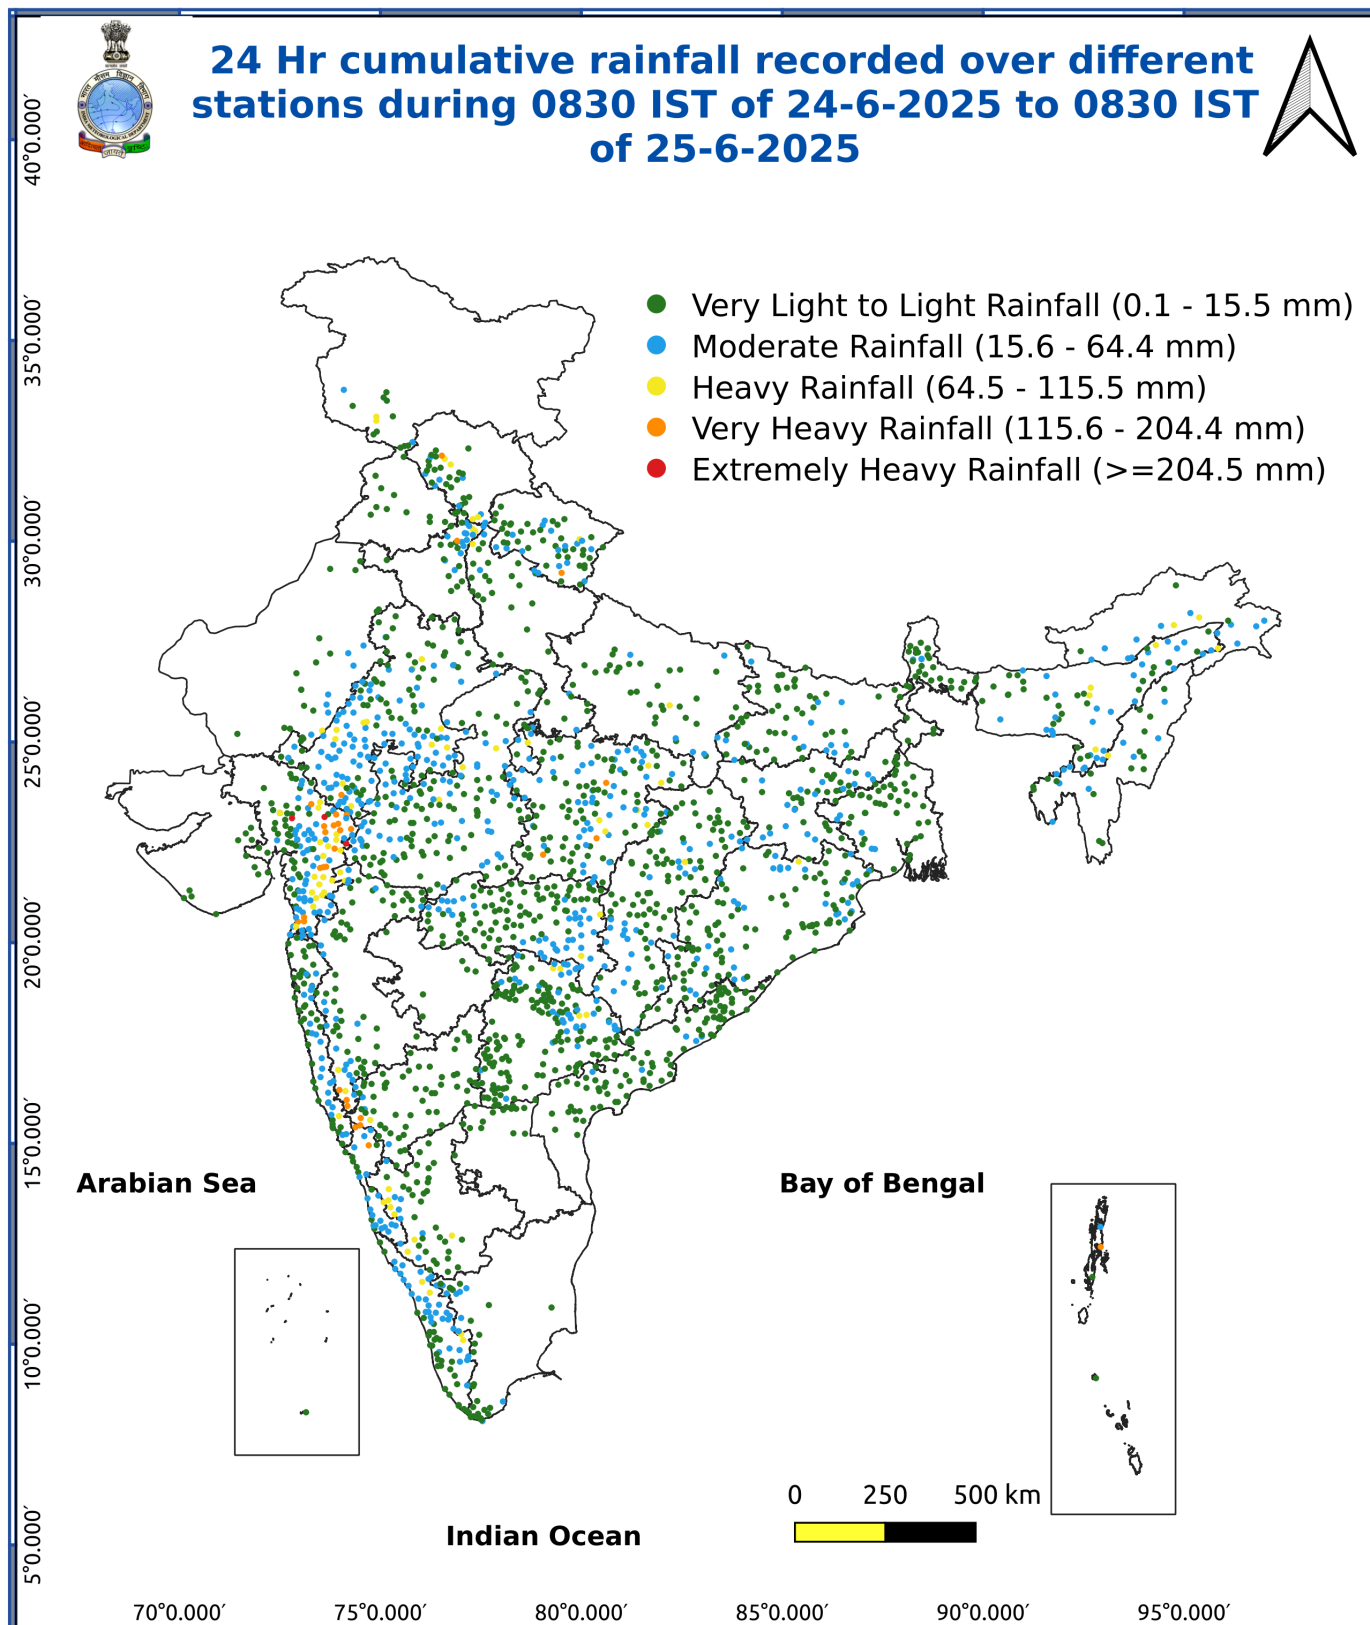 24 Hr cumulative rainfall recorded over different
stations during 0830 IST of 24-6-2025 to 0830 IST
of 25-6-2025
Very Light to Light Rainfall (0.1 - 15.5 mm)
Moderate Rainfall (15.6 - 64.4 mm)
Heavy Rainfall (64.5 - 115.5 mm)
Very Heavy Rainfall (115.6 - 204.4 mm)
Extremely Heavy Rainfall (>=204.5 mm)
40°0.000′
35°0.000′
30°0.000′
25°0.000′
20°0.000′
15°0.000′
10°0.000′
5°0.000′
Arabian Sea
Bay of Bengal
Indian Ocean
0 250 500 km
70°0.000′ 75°0.000′ 80°0.000′ 85°0.000′ 90°0.000′ 95°0.000′